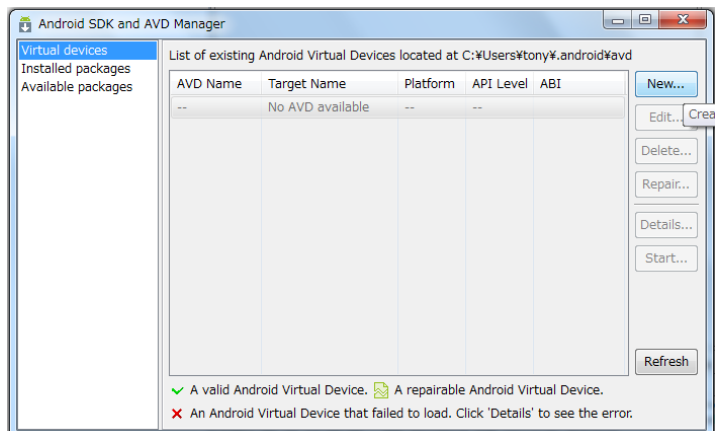 Android SDK and AVD Manager
Virtual devices
Installed packages
Available packages
List of existing Android Virtual Devices located at C:¥Users¥tony¥.android¥avd
AVD Name Target Name Platform API Level ABI
-- No AVD available -- --
New...
Edit...
Crea
Delete...
Repair...
Details...
Start...
Refresh
A valid Android Virtual Device. A repairable Android Virtual Device.
An Android Virtual Device that failed to load. Click 'Details' to see the error.